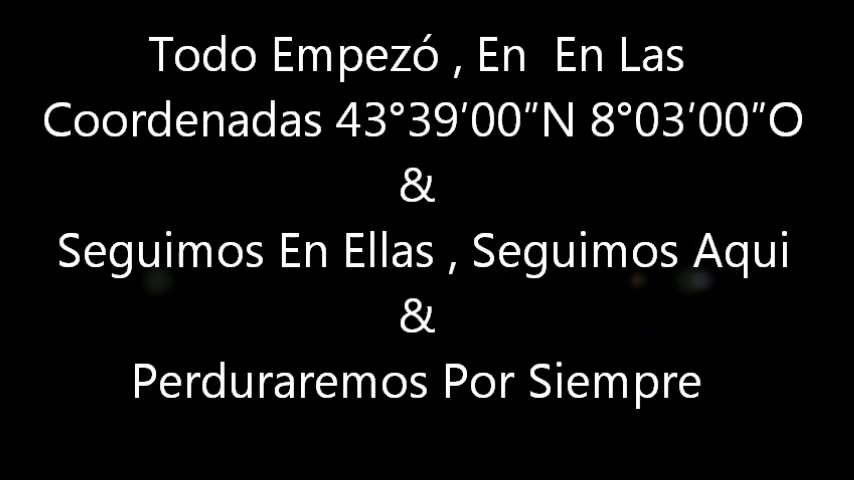 Todo Empezó , En  En Las
Coordenadas 43°39′00″N 8°03′00″O
&
Seguimos En Ellas , Seguimos Aqui
&
Perduraremos Por Siempre